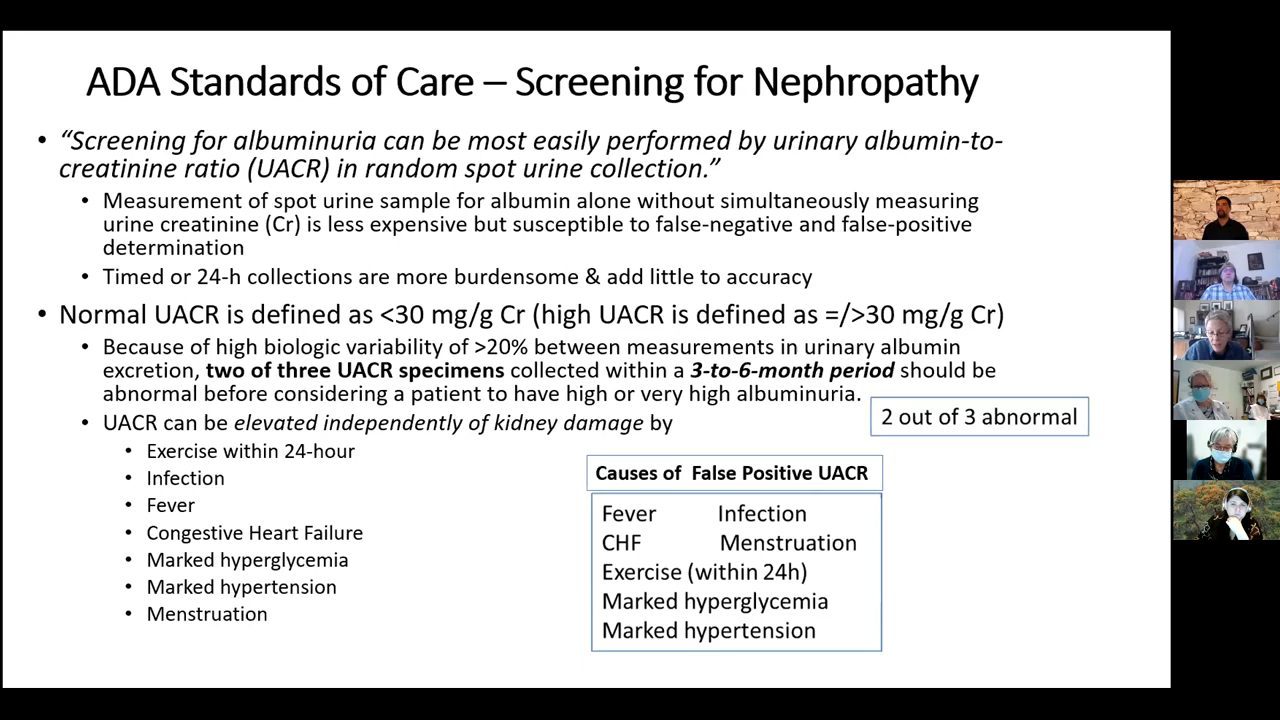 ADA Standards of Care – Screening for Nephropathy
• “Screening for albuminuria can be most easily performed by urinary albumin-to-
creatinine ratio (UACR) in random spot urine collection.”
• Measurement of spot urine sample for albumin alone without simultaneously measuring
urine creatinine (Cr) is less expensive but susceptible to false-negative and false-positive
determination
• Timed or 24-h collections are more burdensome & add little to accuracy
• Normal UACR is defined as <30 mg/g Cr (high UACR is defined as =/>30 mg/g Cr)
• Because of high biologic variability of >20% between measurements in urinary albumin
excretion, two of three UACR specimens collected within a 3-to-6-month period should be
abnormal before considering a patient to have high or very high albuminuria.
2 out of 3 abnormal
• UACR can be elevated independently of kidney damage by
• Exercise within 24-hour
• Infection
• Fever
• Congestive Heart Failure
• Marked hyperglycemia
• Marked hypertension
• Menstruation
Causes of False Positive UACR
Fever Infection
CHF Menstruation
Exercise (within 24h)
Marked hyperglycemia
Marked hypertension